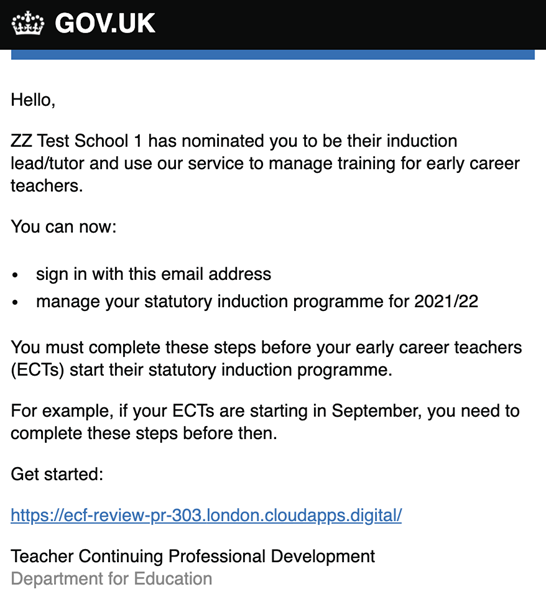 GOV.UK
Hello,
ZZ Test School 1 has nominated you to be their induction
lead/tutor and use our service to manage training for early career
teachers.
You can now:
• sign in with this email address
• manage your statutory induction programme for 2021/22
You must complete these steps before your early career teachers
(ECTs) start their statutory induction programme.
For example, if your ECTs are starting in September, you need to
complete these steps before then.
Get started:
https://ecf-review-pr-303.london.cloudapps.digital/
Teacher Continuing Professional Development
Department for Education